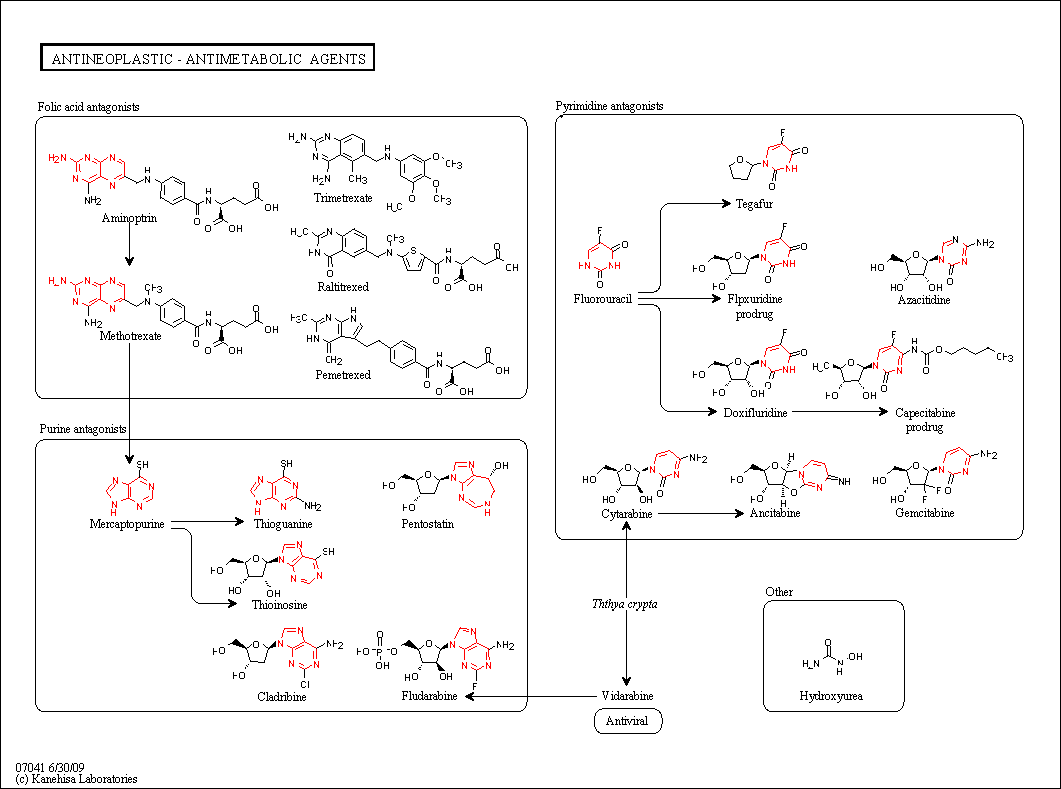 ANTINEOPLASTIC - ANTIMETABOLIC AGENTS
Folic acid antagonists
Aminoptrin
Methotrexate
Trimetrexate
Raltitrexed
Pemetrexed
Pyrimidine antagonists
Tegafur
Fluorouracil
Flpxuridine
prodrug
Azacitidine
Doxifluridine
Capecitabine
prodrug
Cytarabine
Ancitabine
Gemcitabine
Purine antagonists
Mercaptopurine
Thioguanine
Pentostatin
Thioinosine
Cladribine
Fludarabine
Ththya crypta
Vidarabine
Antiviral
Other
Hydroxyurea
07041 6/30/09
(c) Kanehisa Laboratories